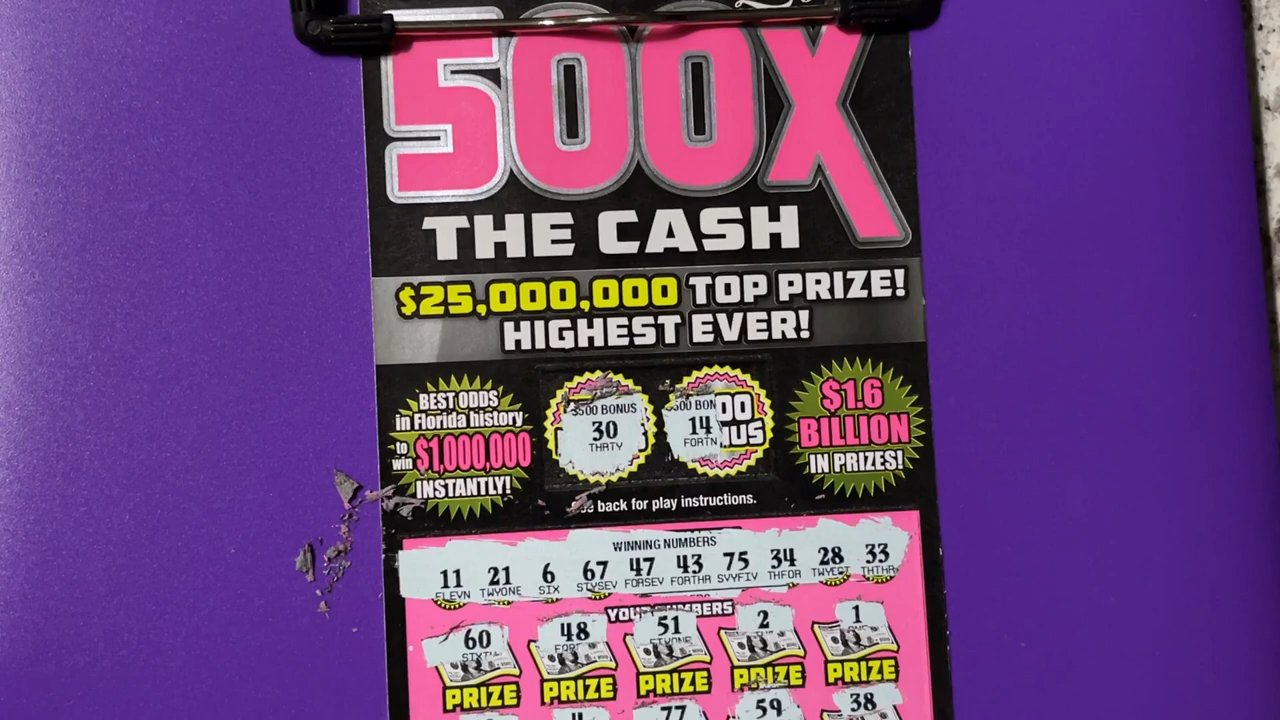 500X
THE CASH
$25,000,000 TOP PRIZE!
HIGHEST EVER!
BEST ODDS
in Florida history
to win $1,000,000
INSTANTLY!
$500 BONUS
30
THRTY
14
FORTN
$1.6
BILLION
IN PRIZES!
back for play instructions.
WINNING NUMBERS
11 21 6 67 47 43 75 34 28 33
ELEVN TWYONE SIX STYSEV FORSEV FORTHR SVYFIV THFOR TWYEGT THTHR
YOUR NUMBERS
60 48 51 2 1
PRIZE PRIZE PRIZE PRIZE PRIZE
77 59 38